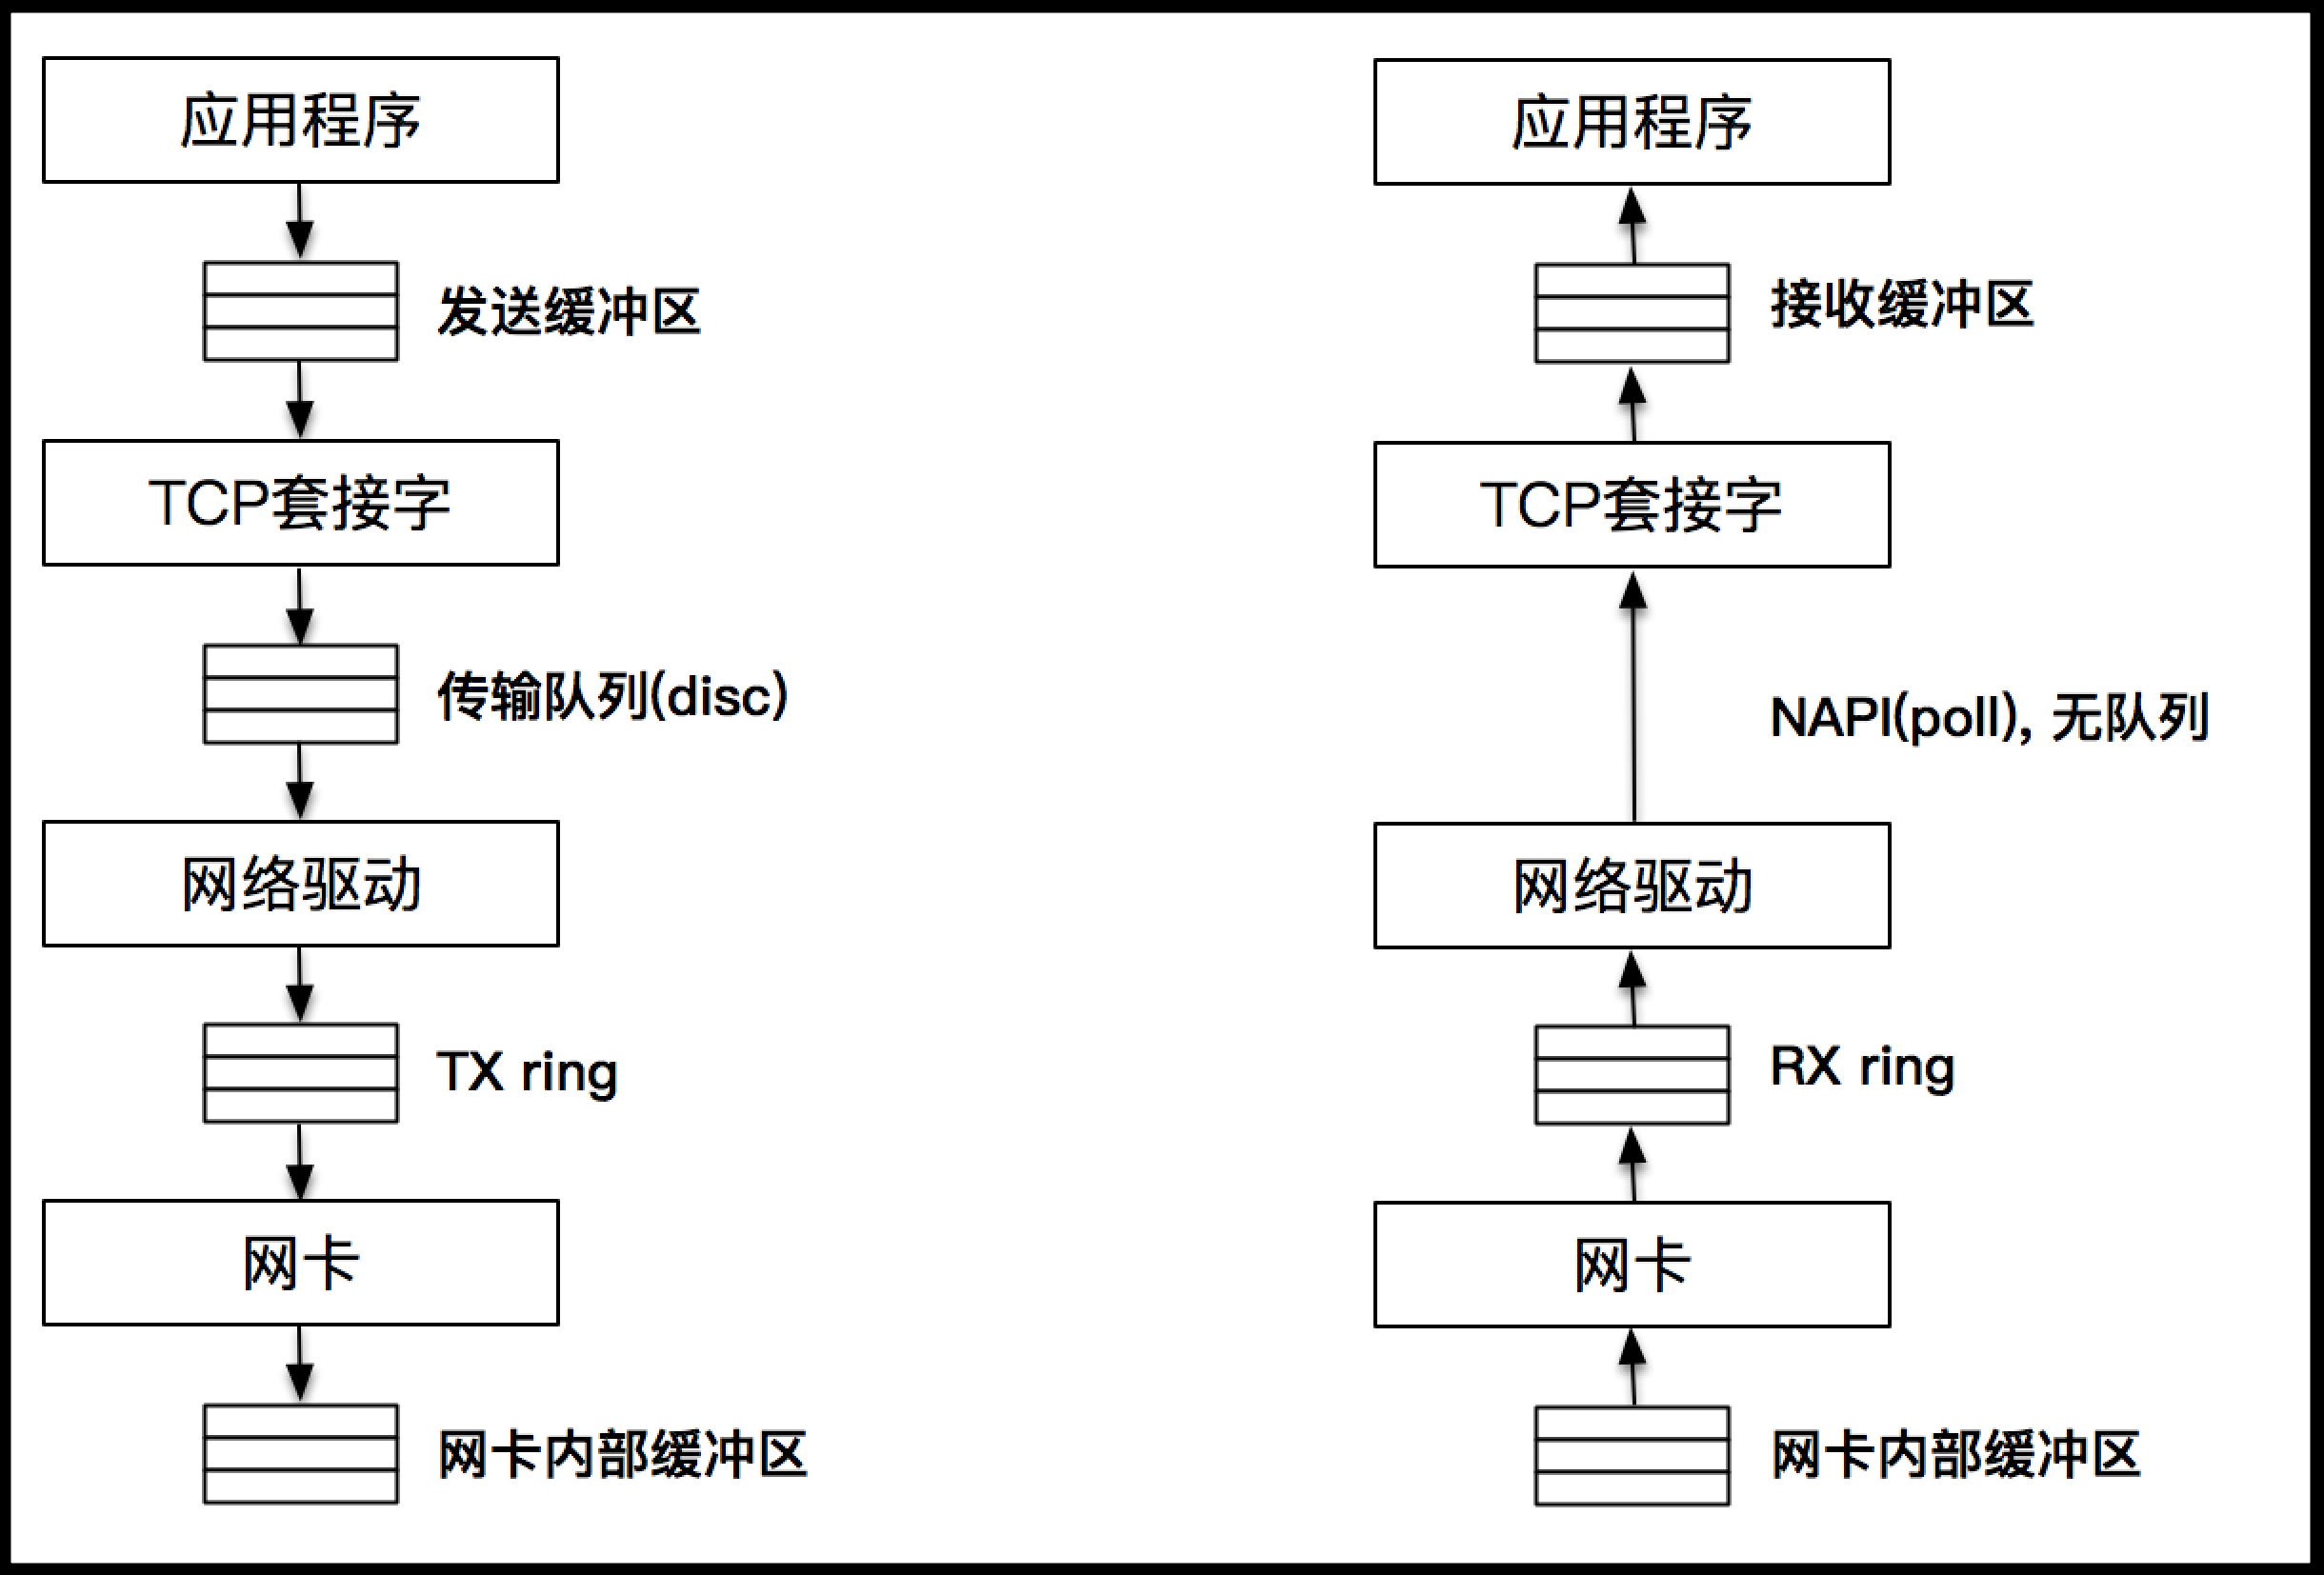 应用程序
发送缓冲区
TCP套接字
传输队列(disc)
网络驱动
TX ring
网卡
网卡内部缓冲区
应用程序
接收缓冲区
TCP套接字
NAPI(poll), 无队列
网络驱动
RX ring
网卡
网卡内部缓冲区